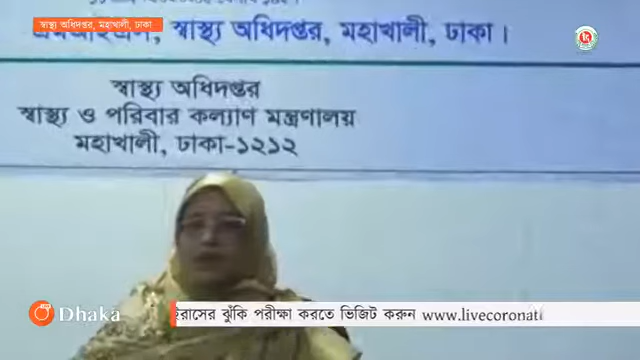 স্বাস্থ্য অধিদপ্তর, মহাখালী, ঢাকা
স্বাস্থ্য অধিদপ্তর, মহাখালী, ঢাকা।
স্বাস্থ্য অধিদপ্তর
স্বাস্থ্য ও পরিবার কল্যাণ মন্ত্রণালয়
মহাখালী, ঢাকা-১২১২
Dhaka
ঝুঁকি পরীক্ষা করতে ভিজিট করুন www.livecoronat